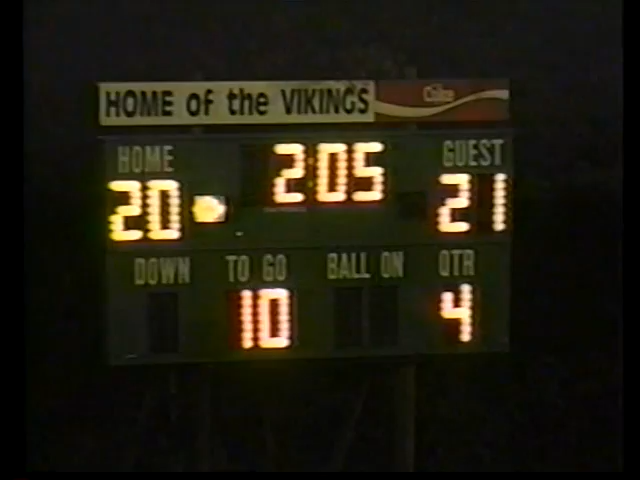 HOME of the VIKINGS Coke
HOME 2:05 GUEST
20 21
DOWN TO GO BALL ON QTR
10 4